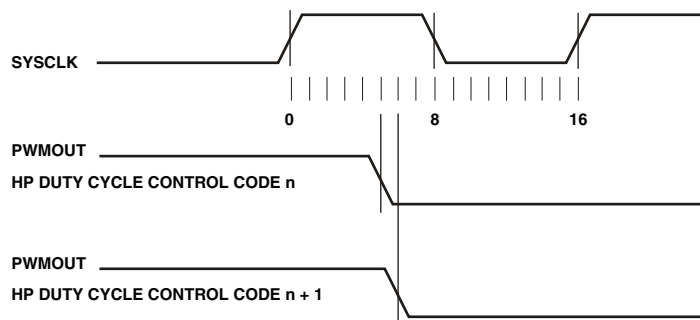 SYSCLK
0 8 16
PWMOUT
HP DUTY CYCLE CONTROL CODE n
PWMOUT
HP DUTY CYCLE CONTROL CODE n + 1